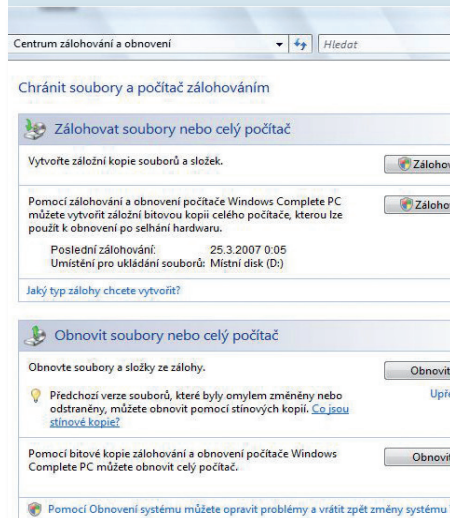 Centrum zálohování a obnovení
Hledat
Chránit soubory a počítač zálohováním
Zálohovat soubory nebo celý počítač
Vytvořte záložní kopie souborů a složek.
Zálohov
Pomocí zálohování a obnovení počítače Windows Complete PC
můžete vytvořit záložní bitovou kopii celého počítače, kterou lze
použít k obnovení po selhání hardwaru.
Záloho
Poslední zálohování: 25.3.2007 0:05
Umístění pro ukládání souborů: Místní disk (D:)
Jaký typ zálohy chcete vytvořit?
Obnovit soubory nebo celý počítač
Obnovte soubory a složky ze zálohy.
Obnovit
Předchozí verze souborů, které byly omylem změněny nebo
odstraněny, můžete obnovit pomocí stínových kopií. Co jsou
stínové kopie?
Upře
Pomocí bitové kopie zálohování a obnovení počítače Windows
Complete PC můžete obnovit celý počítač.
Obnovit
Pomocí Obnovení systému můžete opravit problémy a vrátit zpět změny systému